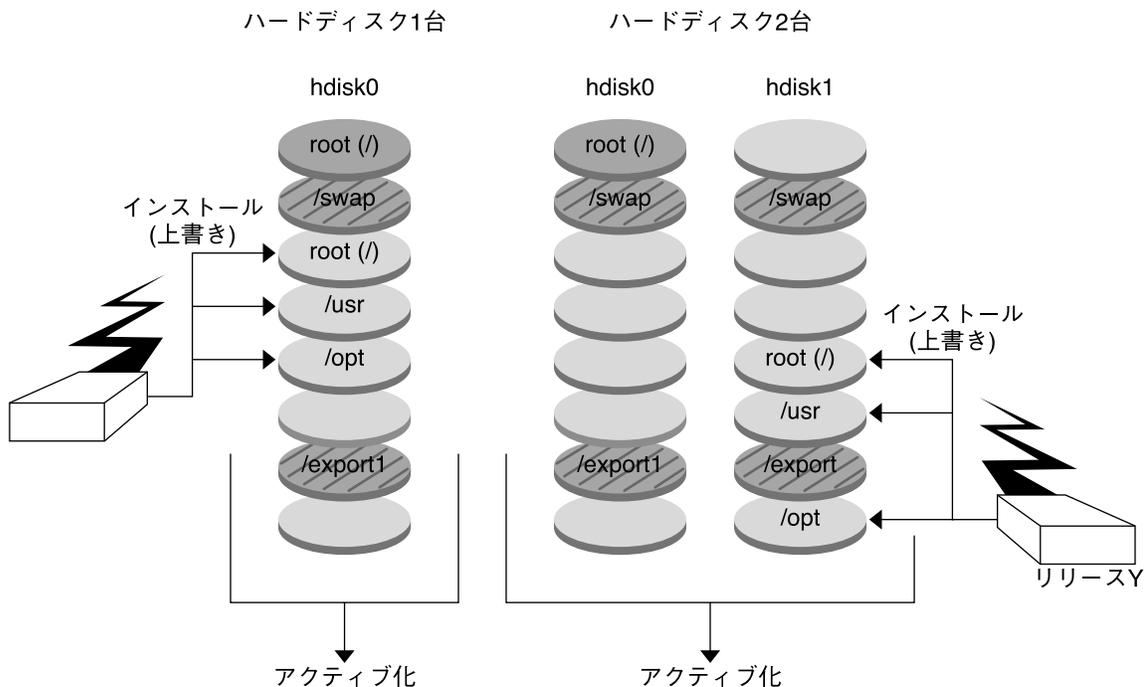 ハードディスク1台
ハードディスク2台
hdisk0
hdisk0
hdisk1
root (/)
root (/)
/swap
/swap
/swap
インストール
(上書き)
root (/)
/usr
インストール
(上書き)
/opt
root (/)
/usr
/export1
/export1
/export
/opt
リリースY
アクティブ化
アクティブ化